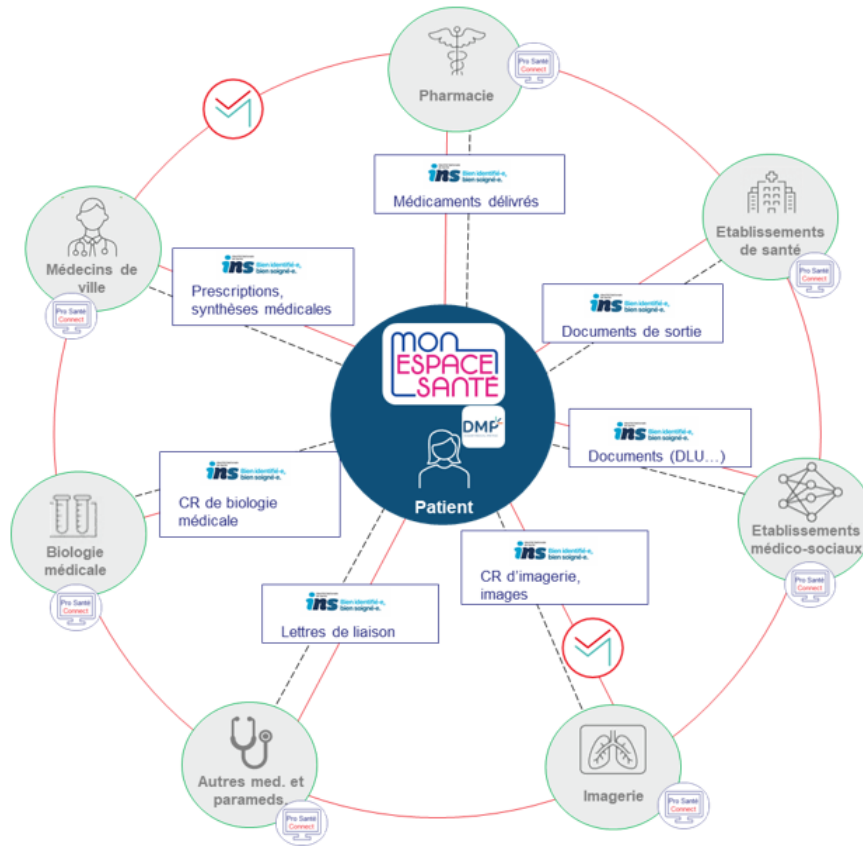 Pharmacie
Pro Santé
Connect
ins Bien identifié·e,
bien soigné·e.
Médicaments délivrés
Etablissements
de santé
Pro Santé
Connect
Médecins de
ville
Pro Santé
Connect
ins Bien identifié·e,
bien soigné·e.
Prescriptions,
synthèses médicales
ins Bien identifié·e,
bien soigné·e.
Documents de sortie
MON
ESPACE
SANTÉ
DMP
Patient
ins Bien identifié·e,
bien soigné·e.
Documents (DLU…)
ins Bien identifié·e,
bien soigné·e.
CR de biologie
médicale
Etablissements
médico-sociaux
Pro Santé
Connect
Biologie
médicale
Pro Santé
Connect
ins Bien identifié·e,
bien soigné·e.
CR d’imagerie,
images
ins Bien identifié·e,
bien soigné·e.
Lettres de liaison
Autres med. et
parameds.
Pro Santé
Connect
Imagerie
Pro Santé
Connect